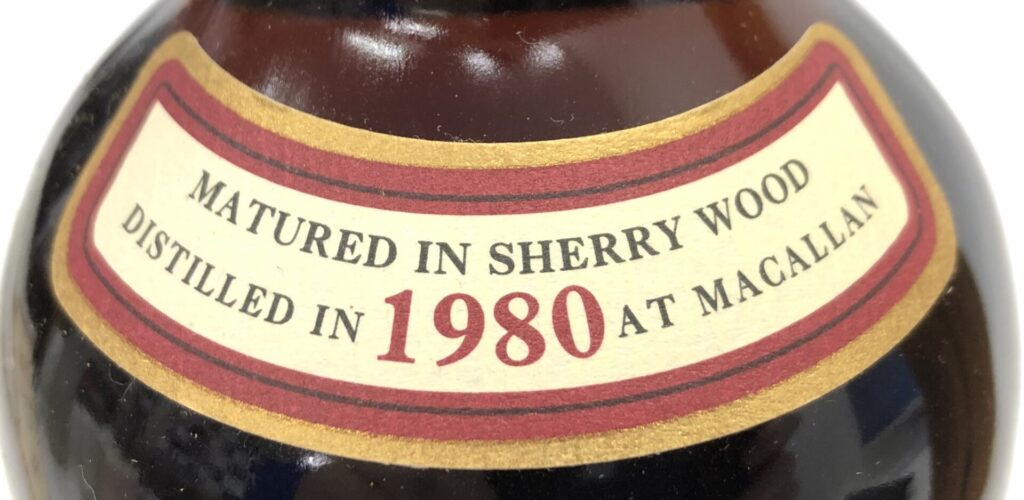 MATURED IN SHERRY WOOD
DISTILLED IN 1980 AT MACALLAN